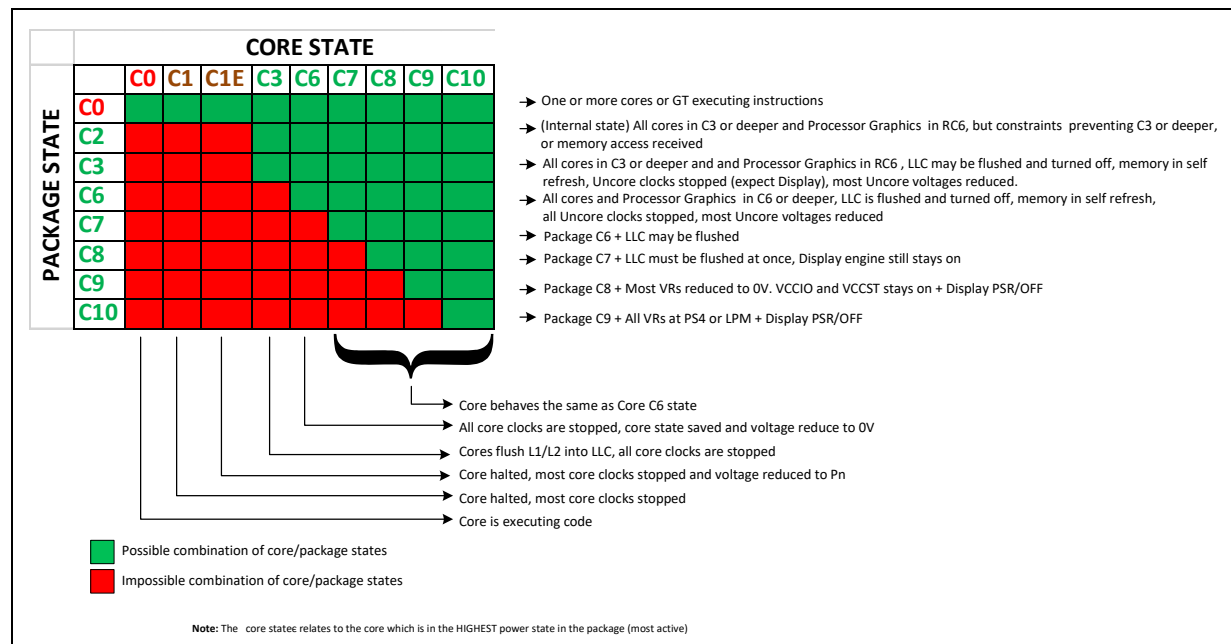 CORE STATE
C0 C1 C1E C3 C6 C7 C8 C9 C10
PACKAGE STATE
C0
C2
C3
C6
C7
C8
C9
C10
One or more cores or GT executing instructions
(Internal state) All cores in C3 or deeper and Processor Graphics in RC6, but constraints preventing C3 or deeper,
or memory access received
All cores in C3 or deeper and and Processor Graphics in RC6 , LLC may be flushed and turned off, memory in self
refresh, Uncore clocks stopped (expect Display), most Uncore voltages reduced.
All cores and Processor Graphics in C6 or deeper, LLC is flushed and turned off, memory in self refresh,
all Uncore clocks stopped, most Uncore voltages reduced
Package C6 + LLC may be flushed
Package C7 + LLC must be flushed at once, Display engine still stays on
Package C8 + Most VRs reduced to 0V. VCCIO and VCCST stays on + Display PSR/OFF
Package C9 + All VRs at PS4 or LPM + Display PSR/OFF
Core behaves the same as Core C6 state
All core clocks are stopped, core state saved and voltage reduce to 0V
Cores flush L1/L2 into LLC, all core clocks are stopped
Core halted, most core clocks stopped and voltage reduced to Pn
Core halted, most core clocks stopped
Core is executing code
Possible combination of core/package states
Impossible combination of core/package states
Note: The core state relates to the core which is in the HIGHEST power state in the package (most active)